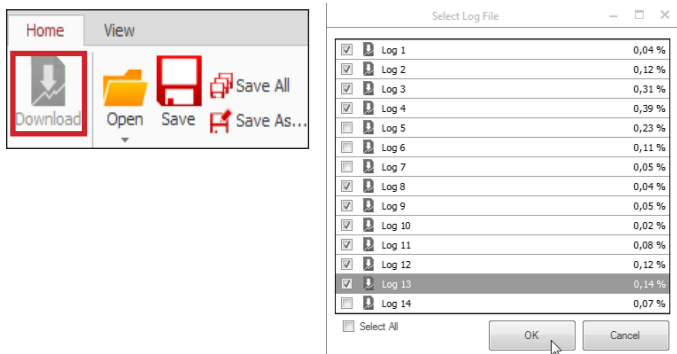 Home View
Download
Open
Save
Save All
Save As...
Select Log File
Log 1 0,04 %
Log 2 0,12 %
Log 3 0,31 %
Log 4 0,39 %
Log 5 0,23 %
Log 6 0,11 %
Log 7 0,05 %
Log 8 0,04 %
Log 9 0,05 %
Log 10 0,02 %
Log 11 0,08 %
Log 12 0,12 %
Log 13 0,14 %
Log 14 0,07 %
Select All
OK Cancel